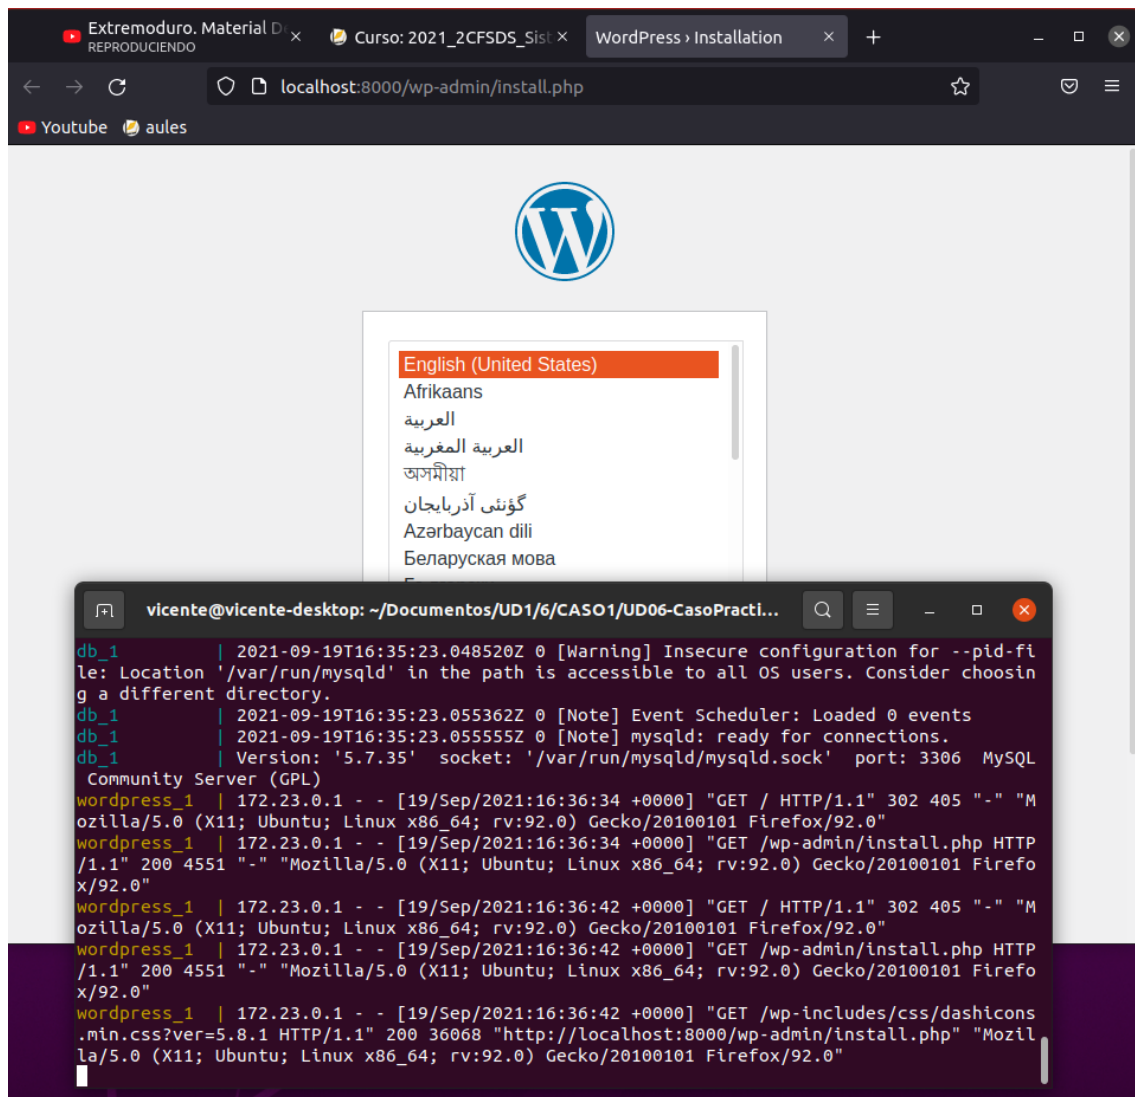 Extremoduro. Material D
REPRODUCIENDO
Curso: 2021_2CFSDS_Sist
WordPress › Installation
localhost:8000/wp-admin/install.php
Youtube
aules
English (United States)
Afrikaans
العربية
العربية المغربية
অসমীয়া
گؤنئی آذربایجان
Azərbaycan dili
Беларуская мова
vicente@vicente-desktop: ~/Documentos/UD1/6/CASO1/UD06-CasoPracti...
db_1 | 2021-09-19T16:35:23.048520Z 0 [Warning] Insecure configuration for --pid-fi
le: Location '/var/run/mysqld' in the path is accessible to all OS users. Consider choosin
g a different directory.
db_1 | 2021-09-19T16:35:23.055362Z 0 [Note] Event Scheduler: Loaded 0 events
db_1 | 2021-09-19T16:35:23.055555Z 0 [Note] mysqld: ready for connections.
db_1 | Version: '5.7.35' socket: '/var/run/mysqld/mysqld.sock' port: 3306 MySQL
Community Server (GPL)
wordpress_1 | 172.23.0.1 - - [19/Sep/2021:16:36:34 +0000] "GET / HTTP/1.1" 302 405 "-" "M
ozilla/5.0 (X11; Ubuntu; Linux x86_64; rv:92.0) Gecko/20100101 Firefox/92.0"
wordpress_1 | 172.23.0.1 - - [19/Sep/2021:16:36:34 +0000] "GET /wp-admin/install.php HTTP
/1.1" 200 4551 "-" "Mozilla/5.0 (X11; Ubuntu; Linux x86_64; rv:92.0) Gecko/20100101 Firefo
x/92.0"
wordpress_1 | 172.23.0.1 - - [19/Sep/2021:16:36:42 +0000] "GET / HTTP/1.1" 302 405 "-" "M
ozilla/5.0 (X11; Ubuntu; Linux x86_64; rv:92.0) Gecko/20100101 Firefox/92.0"
wordpress_1 | 172.23.0.1 - - [19/Sep/2021:16:36:42 +0000] "GET /wp-admin/install.php HTTP
/1.1" 200 4551 "-" "Mozilla/5.0 (X11; Ubuntu; Linux x86_64; rv:92.0) Gecko/20100101 Firefo
x/92.0"
wordpress_1 | 172.23.0.1 - - [19/Sep/2021:16:36:42 +0000] "GET /wp-includes/css/dashicons
.min.css?ver=5.8.1 HTTP/1.1" 200 36068 "http://localhost:8000/wp-admin/install.php" "Mozil
la/5.0 (X11; Ubuntu; Linux x86_64; rv:92.0) Gecko/20100101 Firefox/92.0"